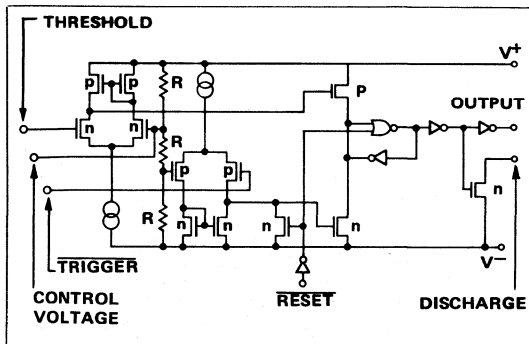 THRESHOLD
V+
p p R P
OUTPUT
n n
R
p p
n
R
n n n n
V−
TRIGGER
RESET
CONTROL
VOLTAGE
DISCHARGE